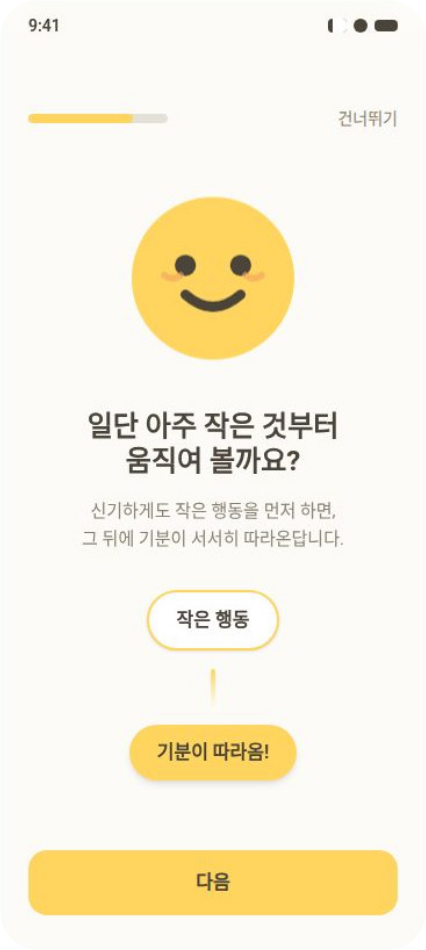 9:41
건너뛰기
일단 아주 작은 것부터
움직여 볼까요?
신기하게도 작은 행동을 먼저 하면,
그 뒤에 기분이 서서히 따라온답니다.
작은 행동
기분이 따라옴!
다음